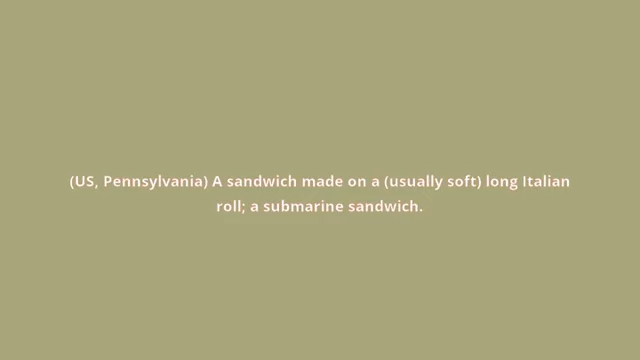 (US, Pennsylvania) A sandwich made on a (usually soft) long Italian
roll; a submarine sandwich.